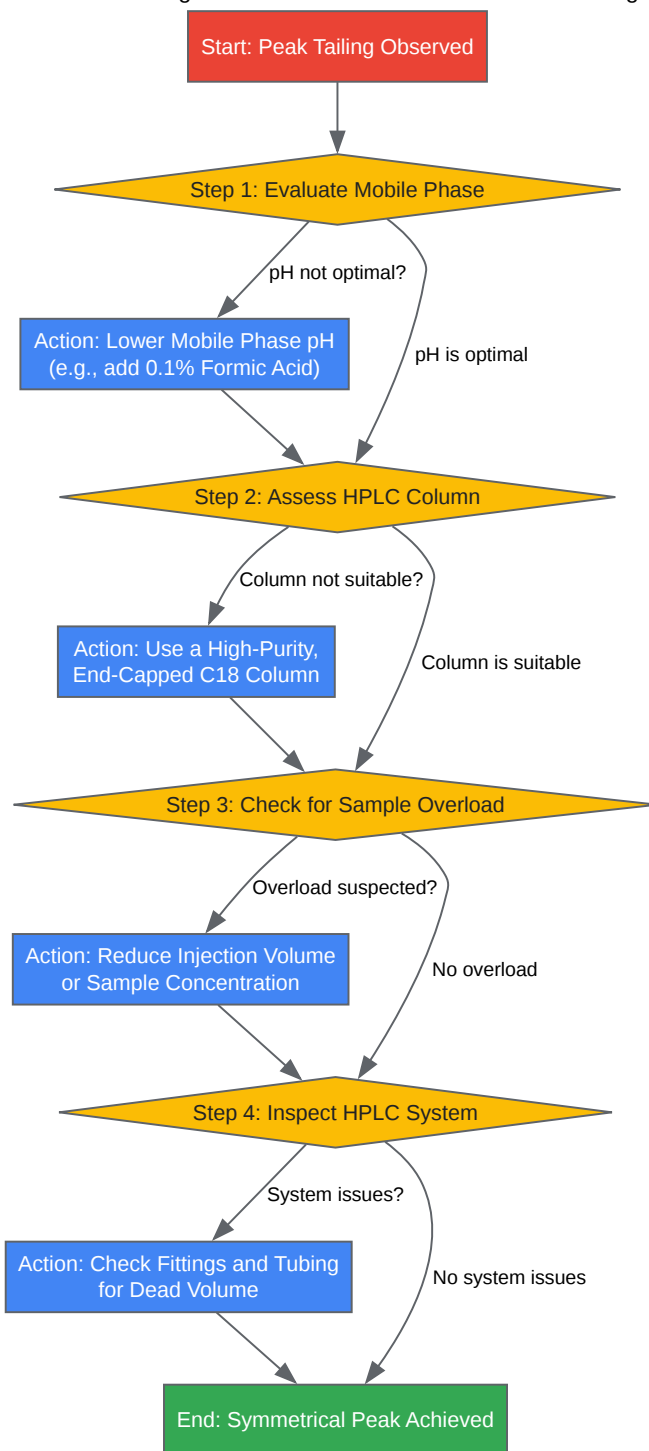 Start: Peak Tailing Observed
Step 1: Evaluate Mobile Phase
pH not optimal?
Action: Lower Mobile Phase pH
(e.g., add 0.1% Formic Acid)
pH is optimal
Step 2: Assess HPLC Column
Column not suitable?
Action: Use a High-Purity,
End-Capped C18 Column
Column is suitable
Step 3: Check for Sample Overload
Overload suspected?
Action: Reduce Injection Volume
or Sample Concentration
No overload
Step 4: Inspect HPLC System
System issues?
Action: Check Fittings and Tubing
for Dead Volume
No system issues
End: Symmetrical Peak Achieved